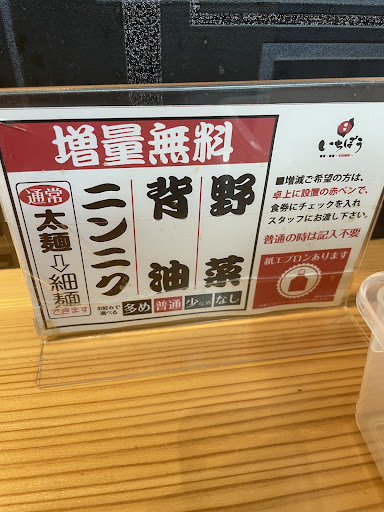 増量無料
野菜
背油
ニンニク
通常
太麺⇨細麺
できます
お好みで
選べる
多め 普通 少なめ なし
いちばう
■増減ご希望の方は、
卓上に設置の赤ペンで、
食券にチェックを入れ
スタッフにお渡し下さい。
普通の時は記入不要
紙エプロンあります